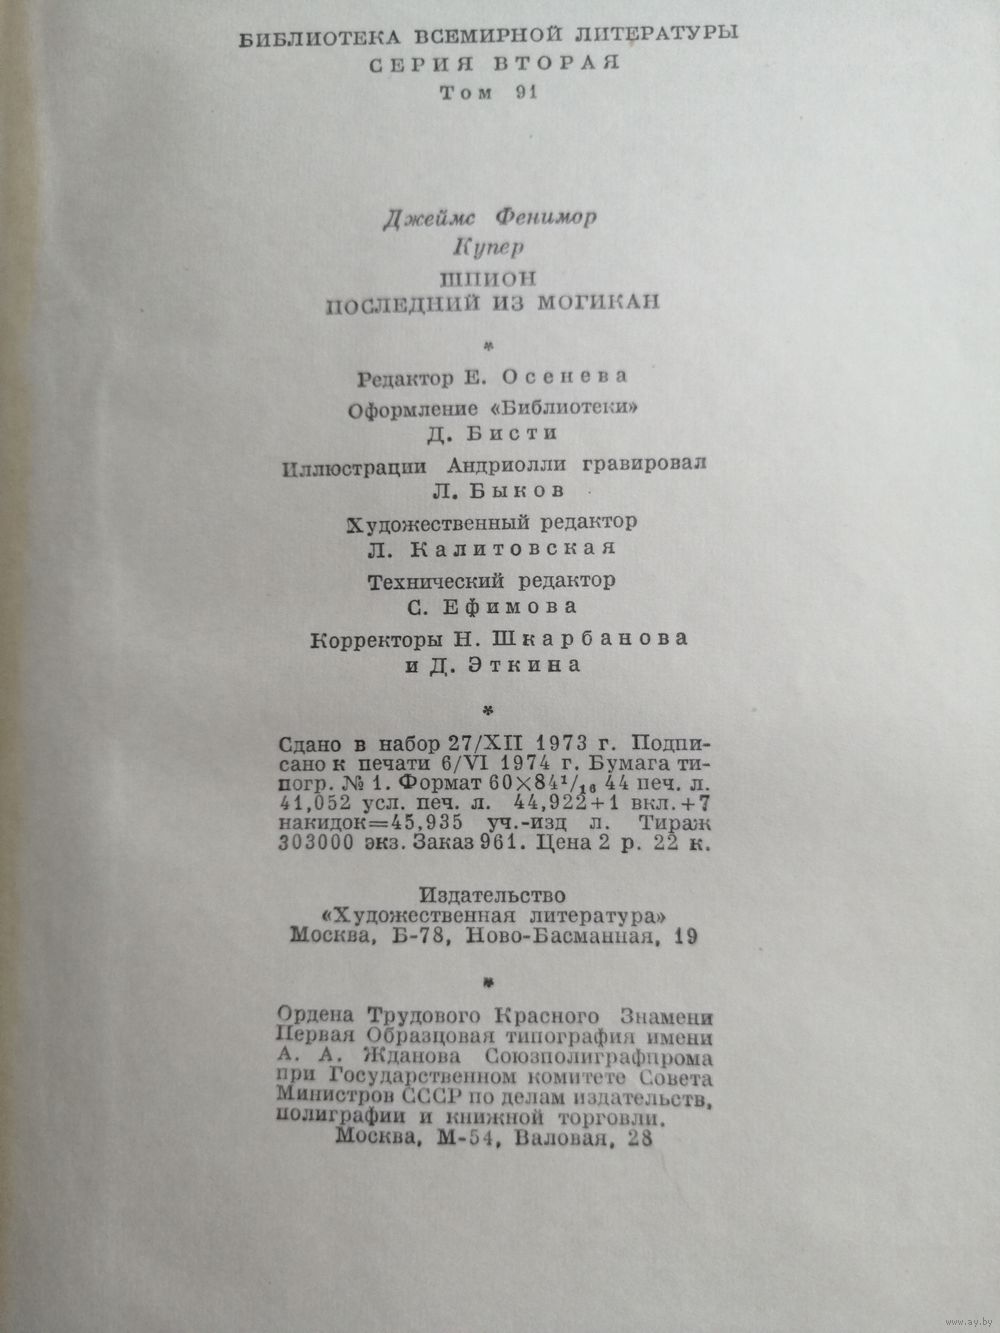 БИБЛИОТЕКА ВСЕМИРНОЙ ЛИТЕРАТУРЫ
СЕРИЯ ВТОРАЯ
Том 91
Джеймс Фенимор
Купер
ШПИОН
ПОСЛЕДНИЙ ИЗ МОГИКАН
*
Редактор Е. Осенева
Оформление «Библиотеки»
Д. Бисти
Иллюстрации Андриолли гравировал
Л. Быков
Художественный редактор
Л. Калитовская
Технический редактор
С. Ефимова
Корректоры Н. Шкарбанова
и Д. Эткина
*
Сдано в набор 27/XII 1973 г. Подпи-
сано к печати 6/VI 1974 г. Бумага ти-
погр. № 1. Формат 60×84¹/₁₆ 44 печ. л.
41,052 усл. печ. л. 44,922+1 вкл.+7
накидок=45,935 уч.-изд л. Тираж
303000 экз. Заказ 961. Цена 2 р. 22 к.
Издательство
«Художественная литература»
Москва, Б-78, Ново-Басманная, 19
*
Ордена Трудового Красного Знамени
Первая Образцовая типография имени
А. А. Жданова Союзполиграфпрома
при Государственном комитете Совета
Министров СССР по делам издательств,
полиграфии и книжной торговли.
Москва, М-54, Валовая, 28
www.ay.by